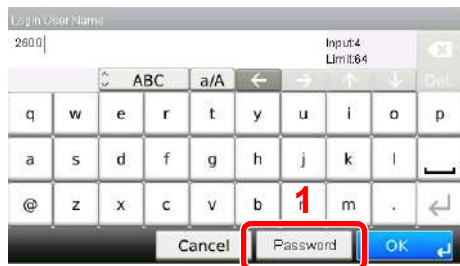 Login User Name
2600
Input:4
Limit:64
ABC a/A Del.
q w e r t y u i o p
a s d f g h j k l
@ z x c v b n m .
1
Cancel Password OK